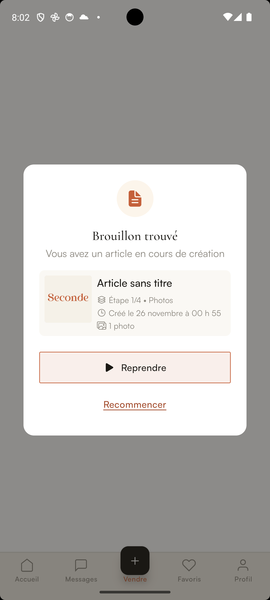 8:02
Brouillon trouvé
Vous avez un article en cours de création
Seconde
Article sans titre
Étape 1/4 • Photos
Créé le 26 novembre à 00 h 55
1 photo
Reprendre
Recommencer
Accueil
Messages
Vendre
Favoris
Profil